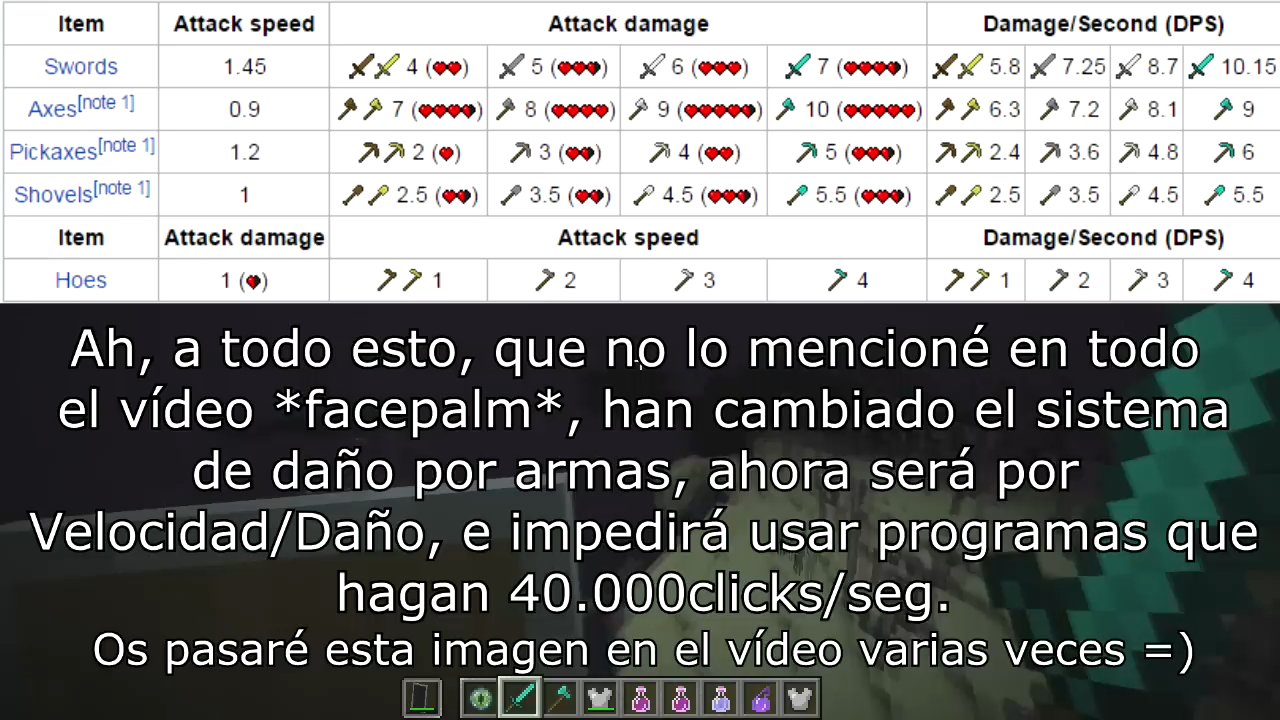 Item Attack speed Attack damage Damage/Second (DPS)
Swords 1.45 4 ( ) 5 ( ) 6 ( ) 7 ( ) 5.8 7.25 8.7 10.15
Axes[note 1] 0.9 7 ( ) 8 ( ) 9 ( ) 10 ( ) 6.3 7.2 8.1 9
Pickaxes[note 1] 1.2 2 ( ) 3 ( ) 4 ( ) 5 ( ) 2.4 3.6 4.8 6
Shovels[note 1] 1 2.5 ( ) 3.5 ( ) 4.5 ( ) 5.5 ( ) 2.5 3.5 4.5 5.5
Item Attack damage Attack speed Damage/Second (DPS)
Hoes 1 ( ) 1 2 3 4 1 2 3 4
Ah, a todo esto, que no lo mencioné en todo
el vídeo *facepalm*, han cambiado el sistema
de daño por armas, ahora será por
Velocidad/Daño, e impedirá usar programas que
hagan 40.000clicks/seg.
Os pasaré esta imagen en el vídeo varias veces =)